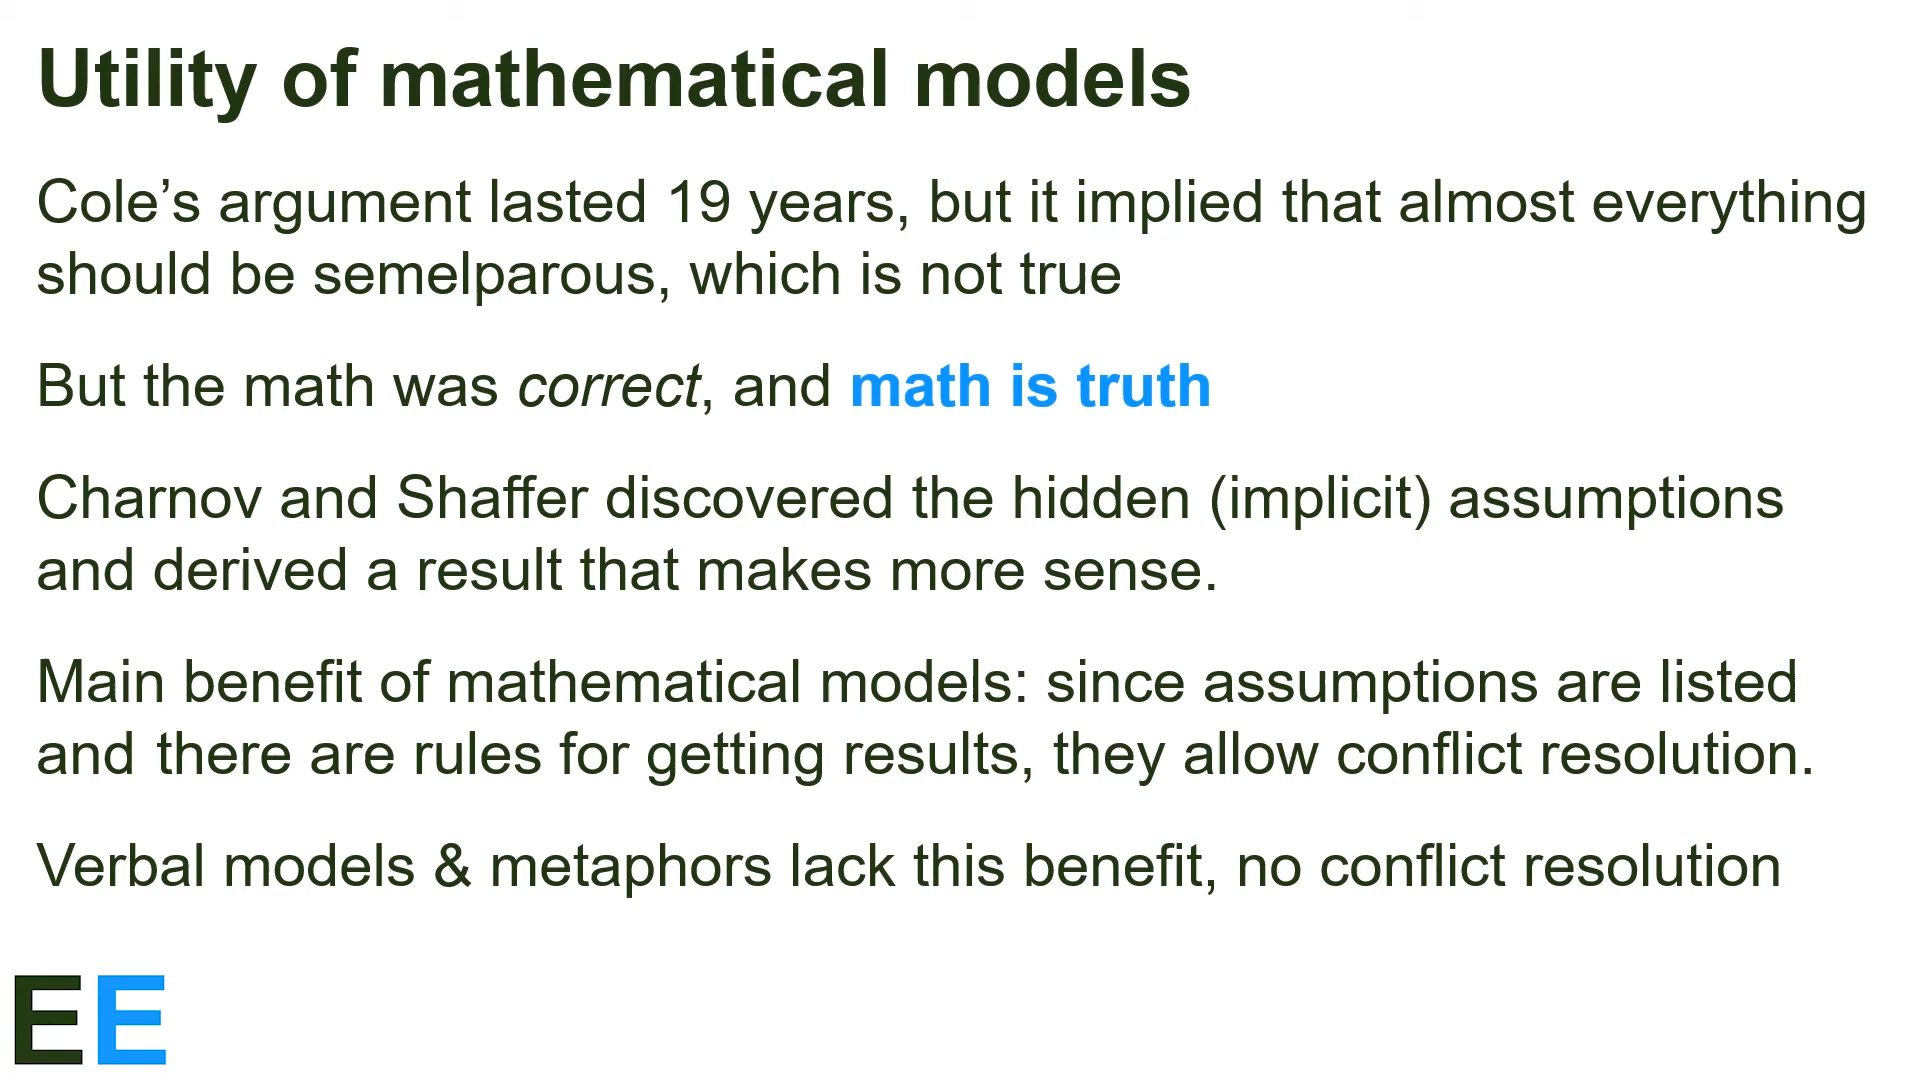 Utility of mathematical models
Cole’s argument lasted 19 years, but it implied that almost everything
should be semelparous, which is not true
But the math was correct, and math is truth
Charnov and Shaffer discovered the hidden (implicit) assumptions
and derived a result that makes more sense.
Main benefit of mathematical models: since assumptions are listed
and there are rules for getting results, they allow conflict resolution.
Verbal models & metaphors lack this benefit, no conflict resolution
EE